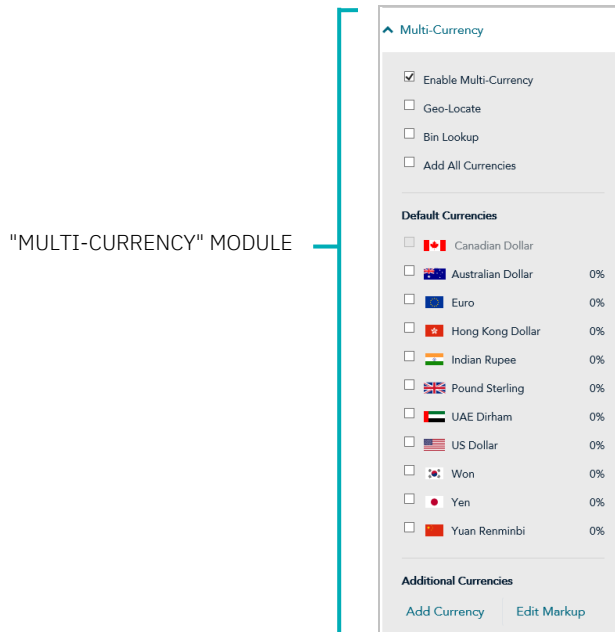 "MULTI-CURRENCY" MODULE
Multi-Currency
Enable Multi-Currency
Geo-Locate
Bin Lookup
Add All Currencies
Default Currencies
Canadian Dollar
Australian Dollar 0%
Euro 0%
Hong Kong Dollar 0%
Indian Rupee 0%
Pound Sterling 0%
UAE Dirham 0%
US Dollar 0%
Won 0%
Yen 0%
Yuan Renminbi 0%
Additional Currencies
Add Currency Edit Markup